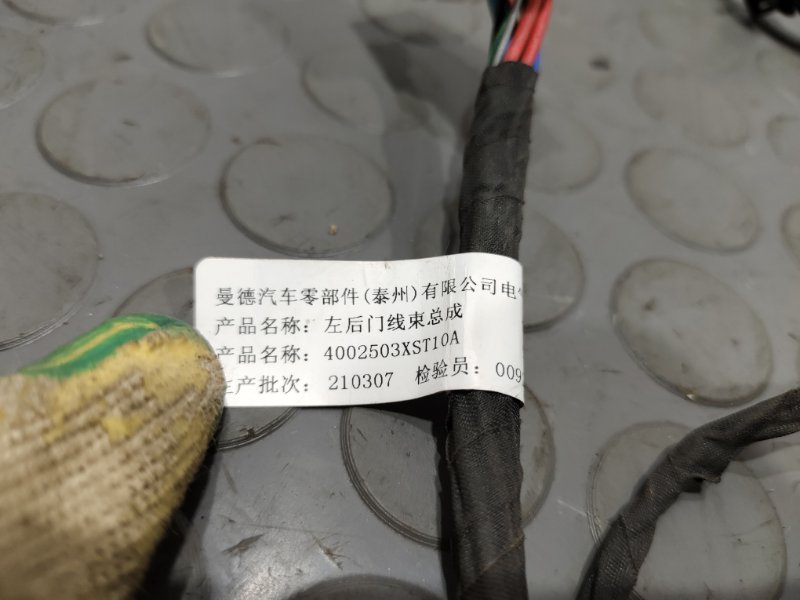 曼德汽车零部件(泰州)有限公司电
产品名称：左后门线束总成
产品名称：4002503XST10A
生产批次：210307 检验员：009